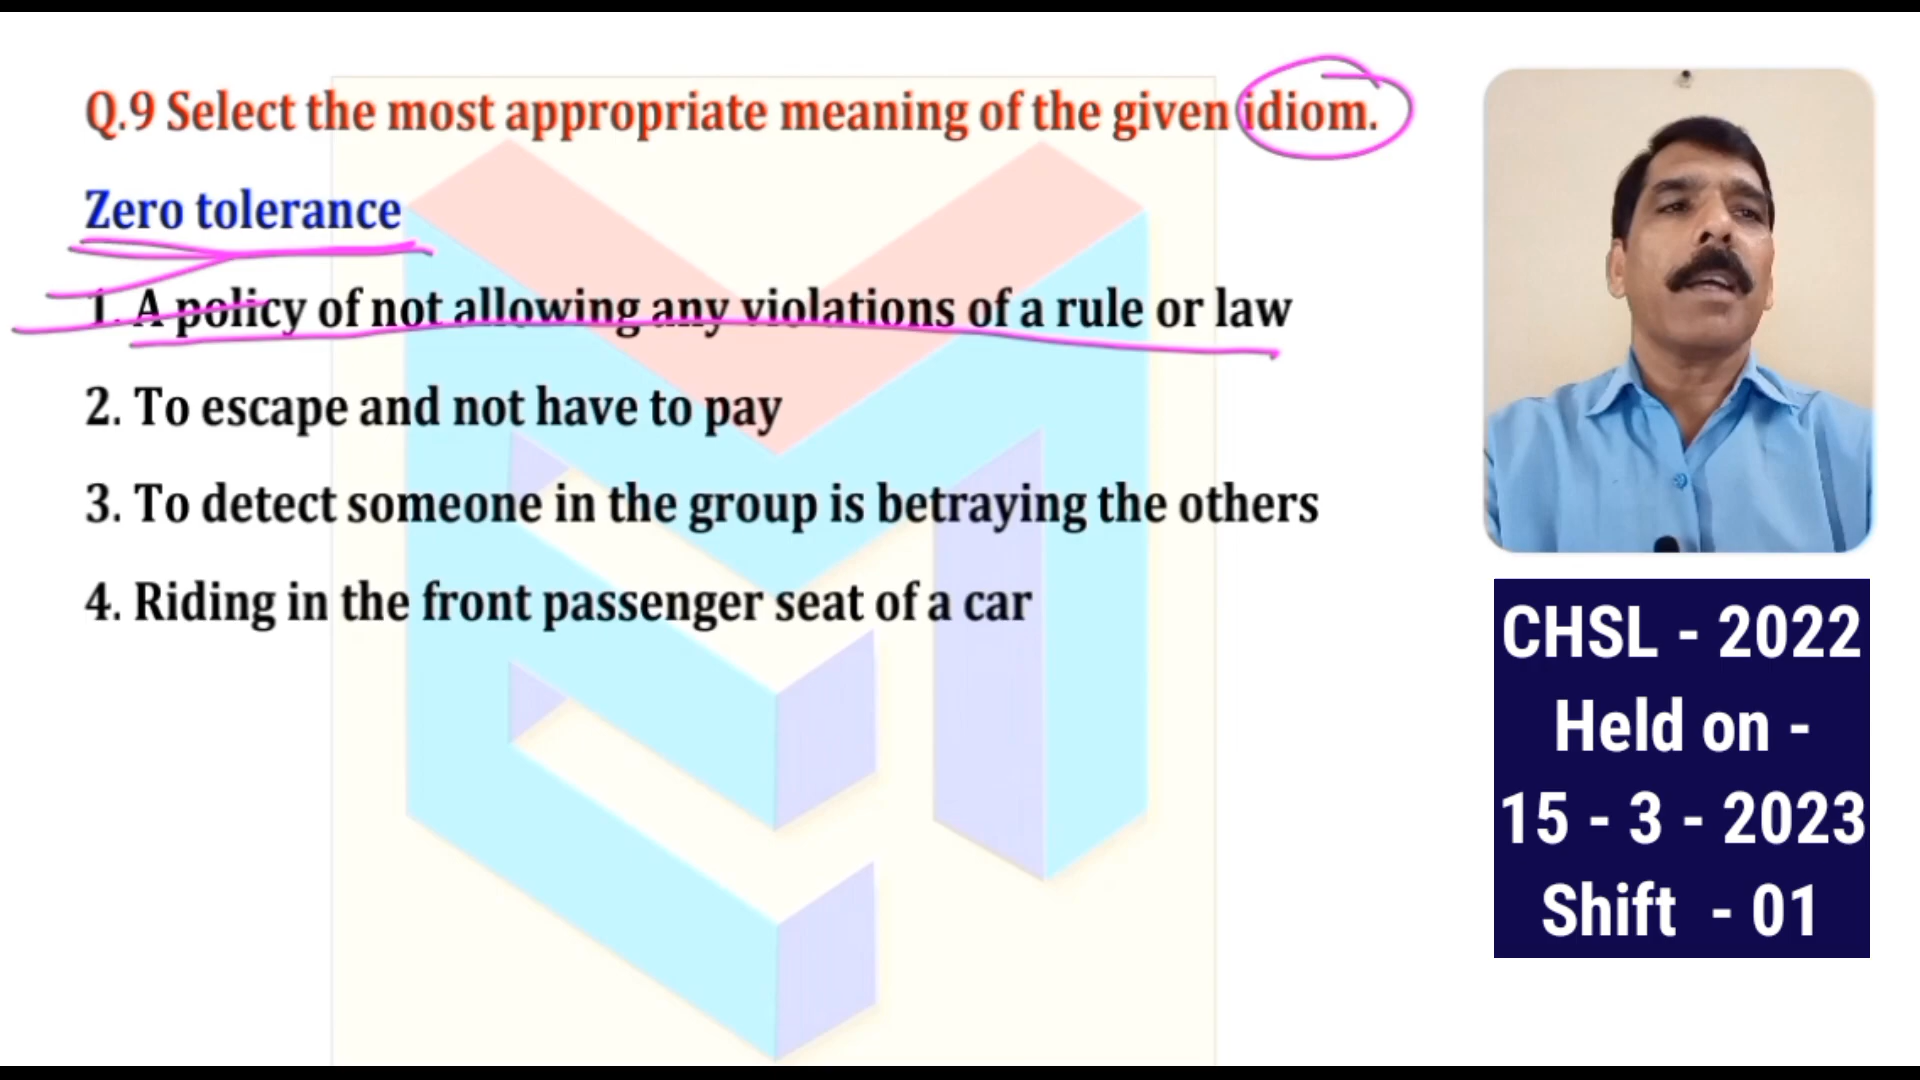 Q.9 Select the most appropriate meaning of the given idiom.
Zero tolerance
1. A policy of not allowing any violations of a rule or law
2. To escape and not have to pay
3. To detect someone in the group is betraying the others
4. Riding in the front passenger seat of a car
CHSL - 2022
Held on -
15 - 3 - 2023
Shift - 01